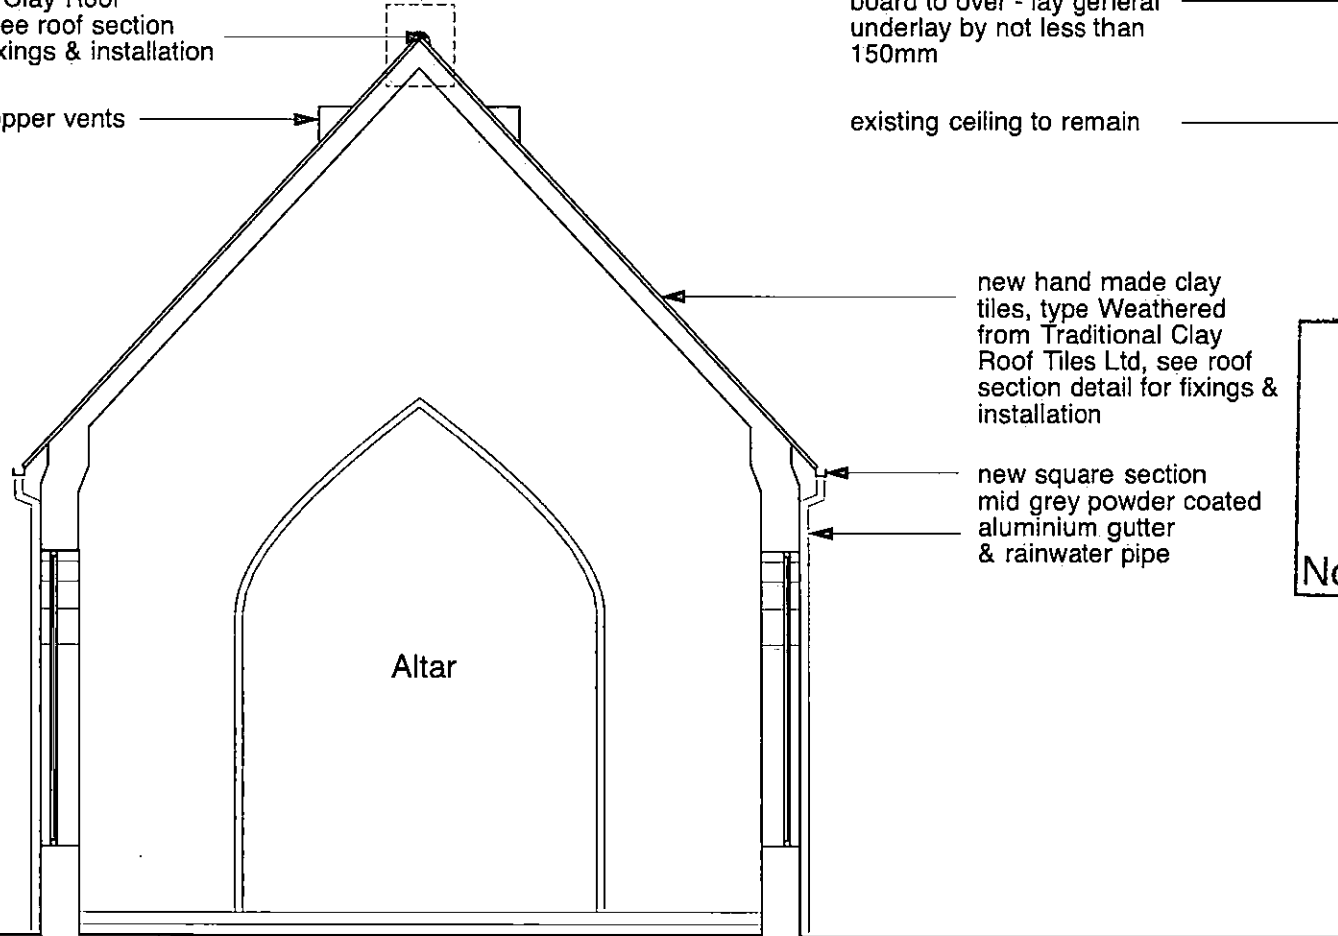 Clay Roof
ee roof section
xings & installation
pper vents
board to over - lay general
underlay by not less than
150mm
existing ceiling to remain
new hand made clay
tiles, type Weathered
from Traditional Clay
Roof Tiles Ltd, see roof
section detail for fixings &
installation
new square section
mid grey powder coated
aluminium gutter
& rainwater pipe
Altar
No